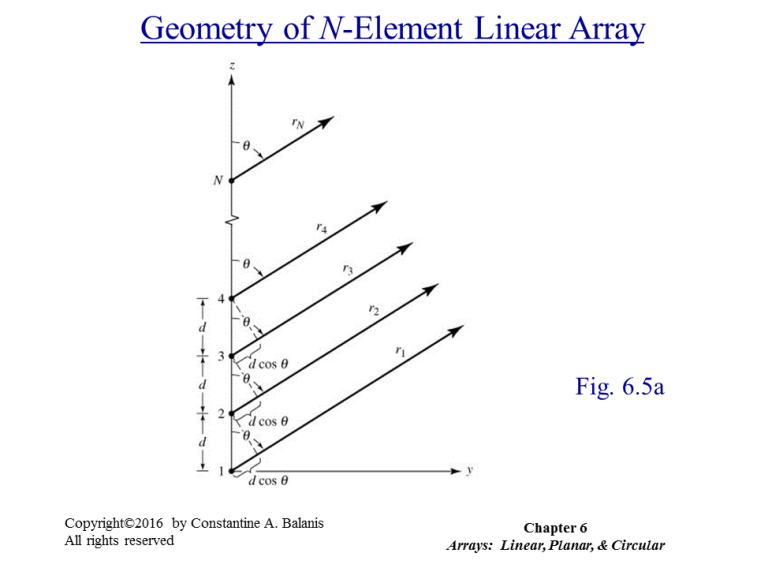 Geometry of N-Element Linear Array
z
rN
θ
N
r4
θ
4
r3
θ
d
r2
3
d cos θ
r1
θ
d
Fig. 6.5a
2
d cos θ
θ
d
1
y
d cos θ
Copyright©2016 by Constantine A. Balanis
All rights reserved
Chapter 6
Arrays: Linear, Planar, & Circular